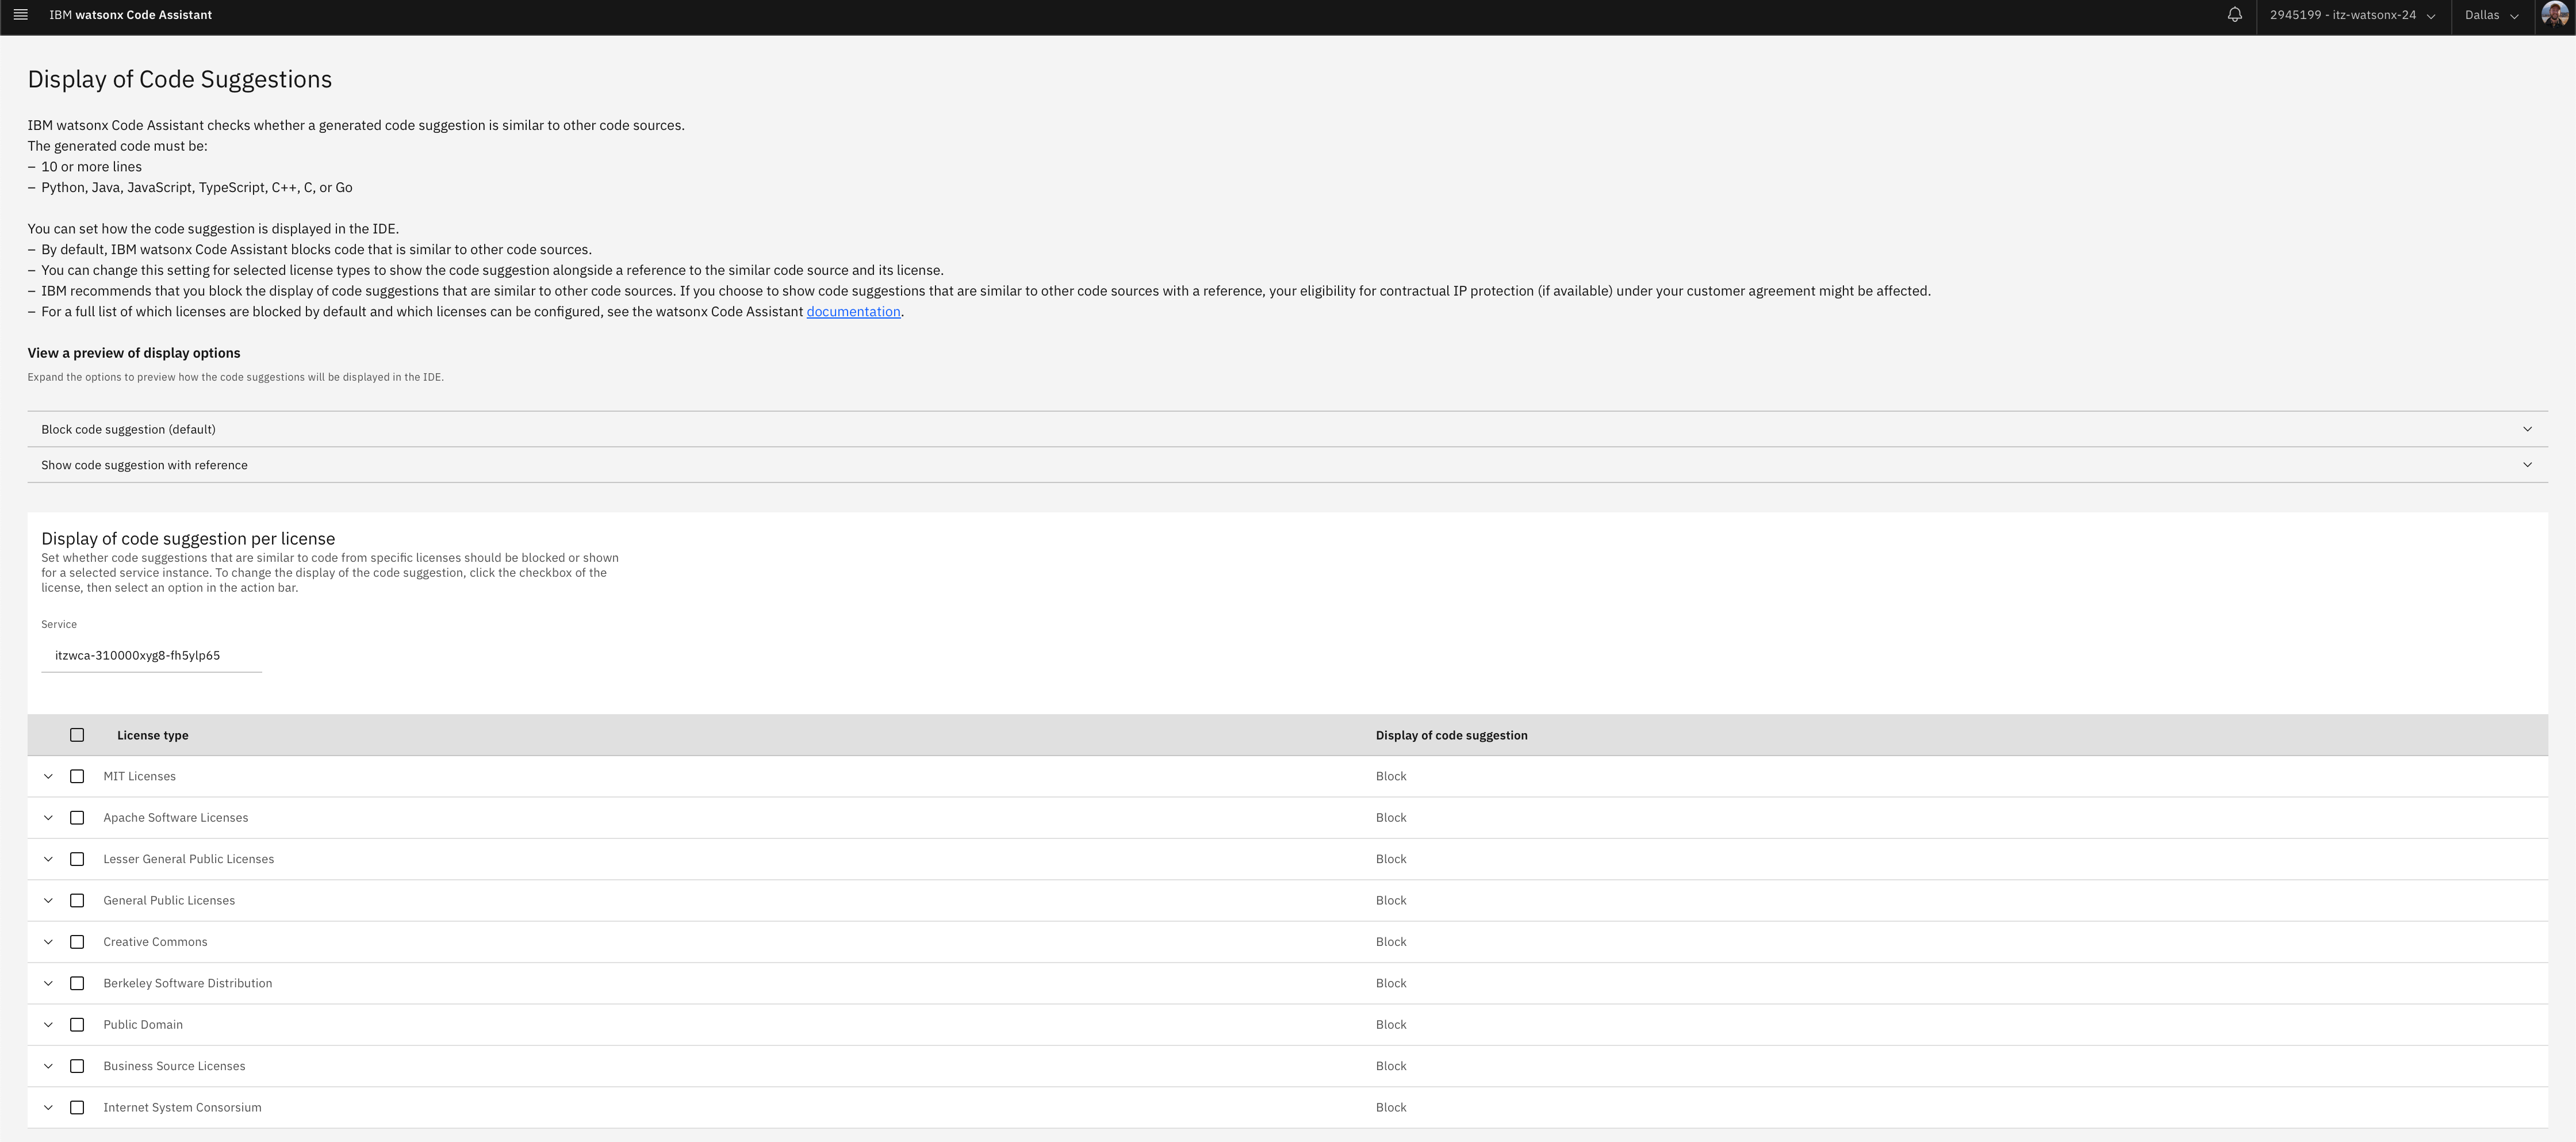 IBM watsonx Code Assistant
2945199 - itz-watsonx-24
Dallas
Display of Code Suggestions
IBM watsonx Code Assistant checks whether a generated code suggestion is similar to other code sources.
The generated code must be:
– 10 or more lines
– Python, Java, JavaScript, TypeScript, C++, C, or Go
You can set how the code suggestion is displayed in the IDE.
– By default, IBM watsonx Code Assistant blocks code that is similar to other code sources.
– You can change this setting for selected license types to show the code suggestion alongside a reference to the similar code source and its license.
– IBM recommends that you block the display of code suggestions that are similar to other code sources. If you choose to show code suggestions that are similar to other code sources with a reference, your eligibility for contractual IP protection (if available) under your customer agreement might be affected.
– For a full list of which licenses are blocked by default and which licenses can be configured, see the watsonx Code Assistant documentation.
View a preview of display options
Expand the options to preview how the code suggestions will be displayed in the IDE.
Block code suggestion (default)
Show code suggestion with reference
Display of code suggestion per license
Set whether code suggestions that are similar to code from specific licenses should be blocked or shown
for a selected service instance. To change the display of the code suggestion, click the checkbox of the
license, then select an option in the action bar.
Service
itzwca-310000xyg8-fh5ylp65
License type Display of code suggestion
MIT Licenses Block
Apache Software Licenses Block
Lesser General Public Licenses Block
General Public Licenses Block
Creative Commons Block
Berkeley Software Distribution Block
Public Domain Block
Business Source Licenses Block
Internet System Consorsium Block